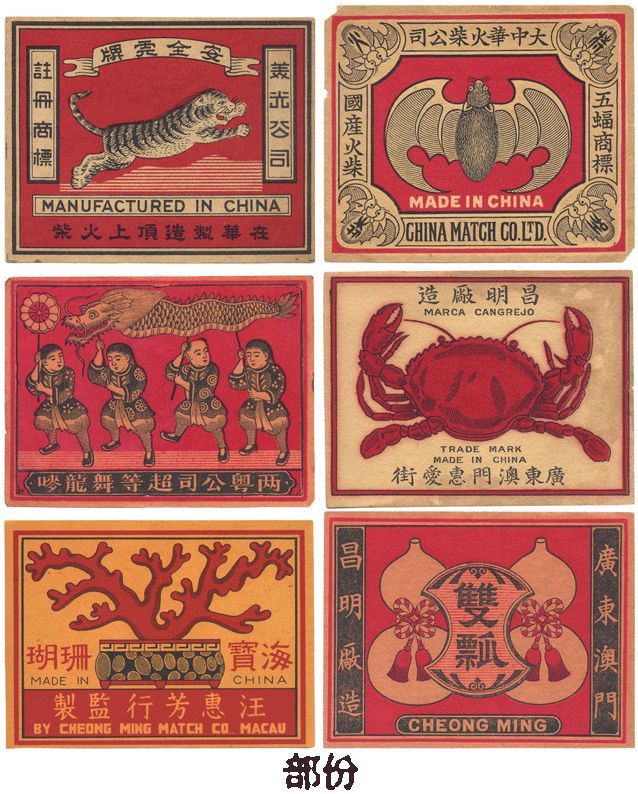 安全虎牌
義光公司
註冊商標
MANUFACTURED IN CHINA
在華製造頂上火柴
大中華火柴公司
五蝠商標
國產火柴
MADE IN CHINA
CHINA MATCH CO. LTD.
两粵公司超等舞龍嘜
昌明廠造
MARCA CANGREJO
TRADE MARK
MADE IN CHINA
廣東澳門惠愛街
海寶珊瑚
MADE IN CHINA
汪惠芳行監製
BY CHEONG MING MATCH CO. MACAU
廣東澳門
雙瓢
昌明廠造
CHEONG MING
部份